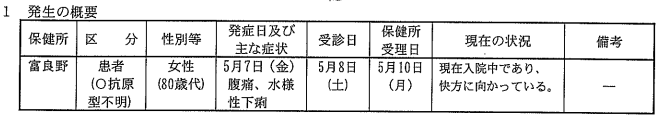 1 発生の概要
保健所 区分 性別等 発症日及び主な症状 受診日 保健所受理日 現在の状況 備考
富良野 患者(〇抗原型不明) 女性(80歳代) 5月7日(金)腹痛、水様性下痢 5月8日(土) 5月10日(月) 現在入院中であり、快方に向かっている。 ―